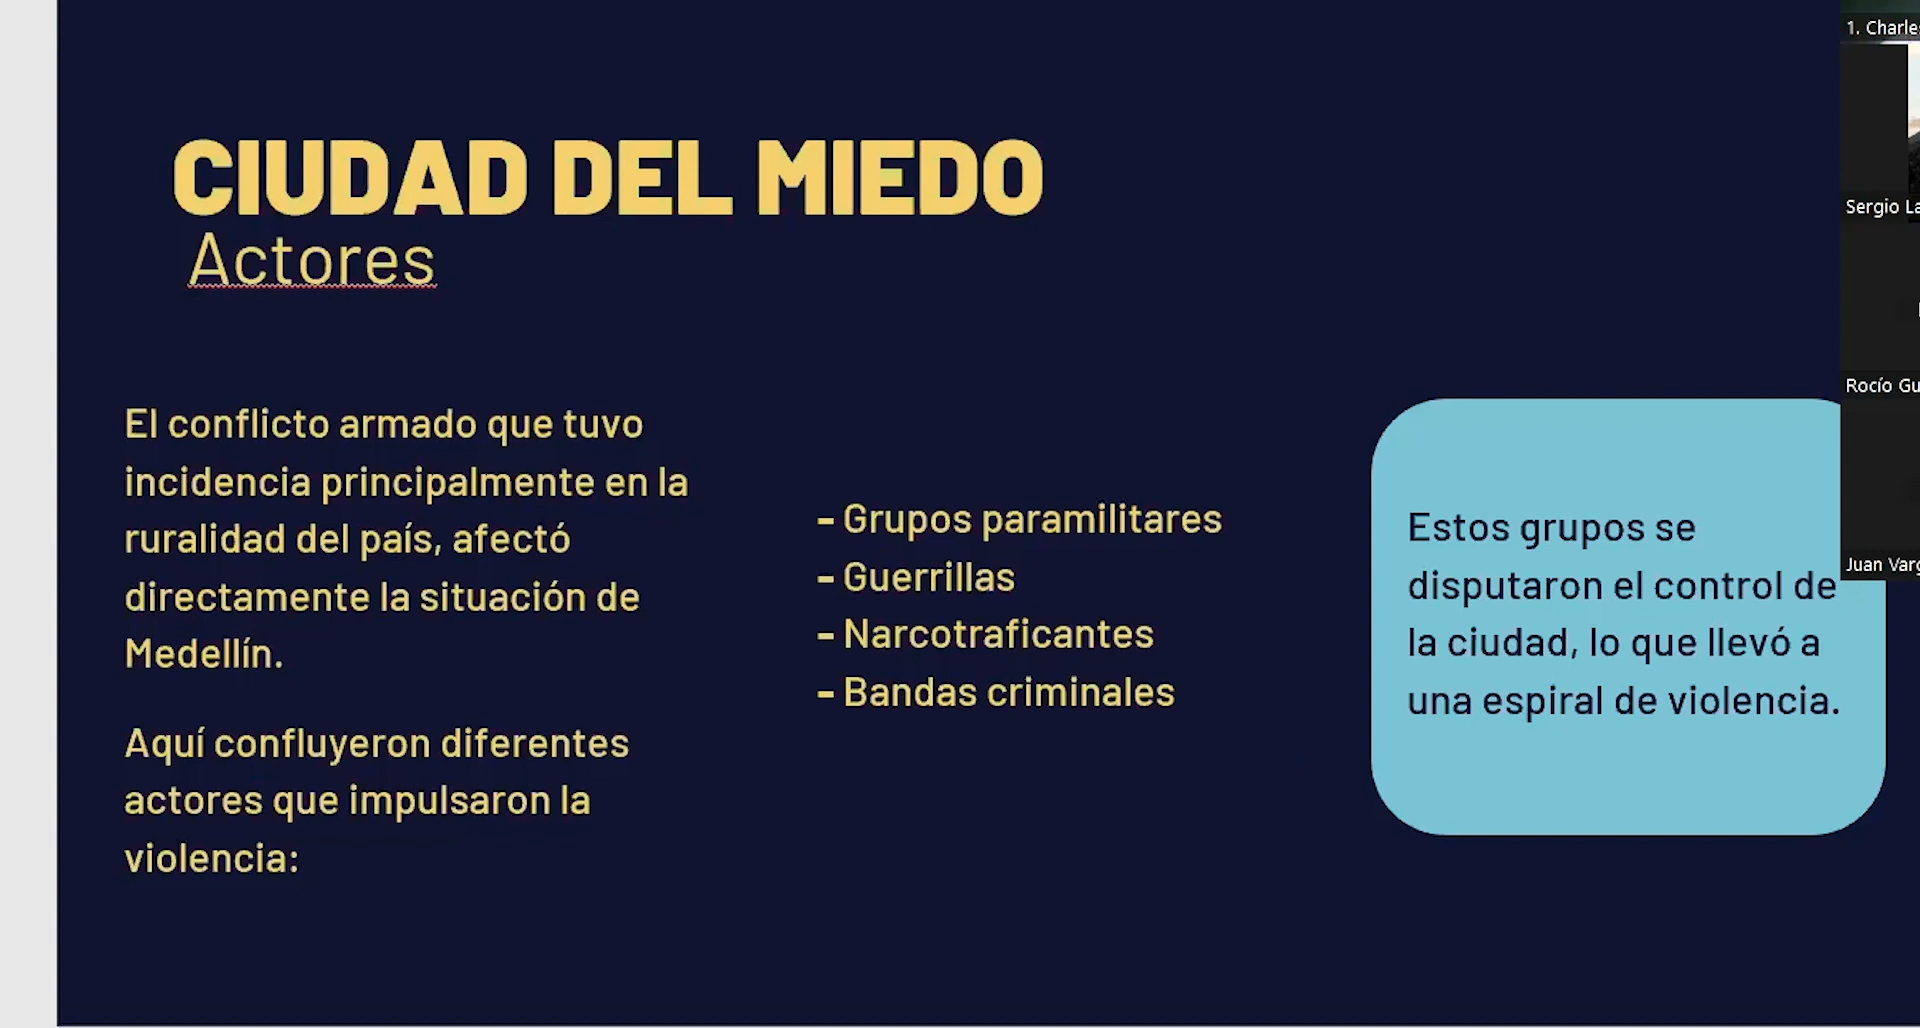 CIUDAD DEL MIEDO
Actores
El conflicto armado que tuvo
incidencia principalmente en la
ruralidad del país, afectó
directamente la situación de
Medellín.
Aquí confluyeron diferentes
actores que impulsaron la
violencia:
- Grupos paramilitares
- Guerrillas
- Narcotraficantes
- Bandas criminales
Estos grupos se
disputaron el control de
la ciudad, lo que llevó a
una espiral de violencia.
1. Charle
Sergio La
Rocío Gu
Juan Varg